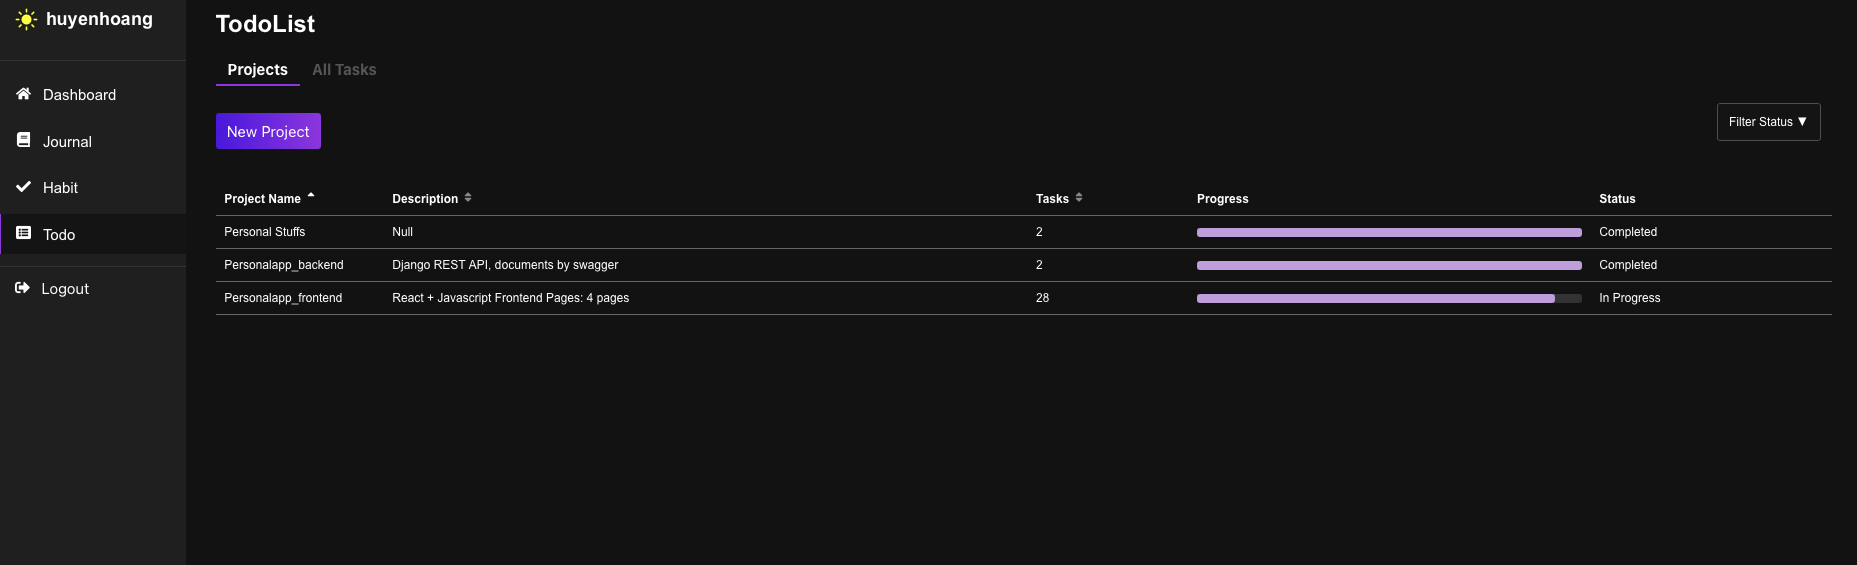 huyenhoang
Dashboard
Journal
Habit
Todo
Logout
TodoList
Projects All Tasks
New Project
Filter Status ▼
Project Name Description Tasks Progress Status
Personal Stuffs Null 2 Completed
Personalapp_backend Django REST API, documents by swagger 2 Completed
Personalapp_frontend React + Javascript Frontend Pages: 4 pages 28 In Progress